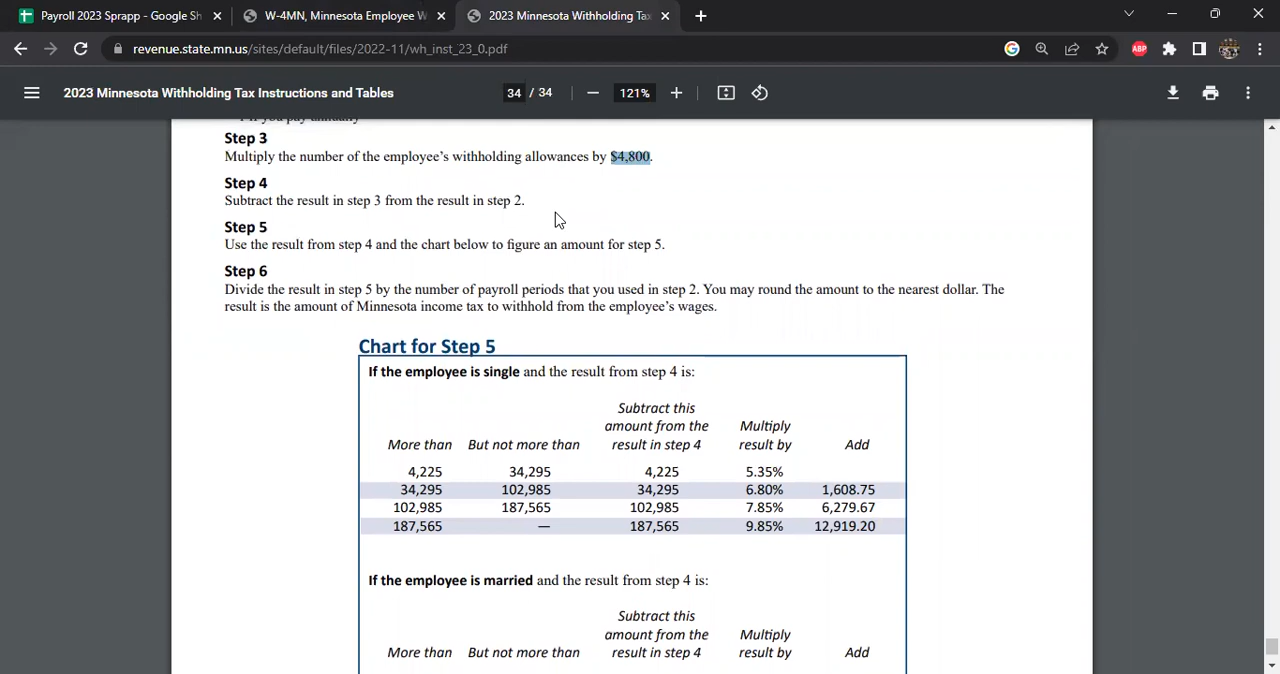 Payroll 2023 Sprapp - Google Sh
W-4MN, Minnesota Employee W
2023 Minnesota Withholding Tax
revenue.state.mn.us/sites/default/files/2022-11/wh_inst_23_0.pdf
ABP
2023 Minnesota Withholding Tax Instructions and Tables
34 / 34
121%
if you pay annually
Step 3
Multiply the number of the employee's withholding allowances by $4,800.
Step 4
Subtract the result in step 3 from the result in step 2.
Step 5
Use the result from step 4 and the chart below to figure an amount for step 5.
Step 6
Divide the result in step 5 by the number of payroll periods that you used in step 2. You may round the amount to the nearest dollar. The
result is the amount of Minnesota income tax to withhold from the employee's wages.
Chart for Step 5
If the employee is single and the result from step 4 is:
Subtract this
amount from the Multiply
More than But not more than result in step 4 result by Add
4,225 34,295 4,225 5.35%
34,295 102,985 34,295 6.80% 1,608.75
102,985 187,565 102,985 7.85% 6,279.67
187,565 — 187,565 9.85% 12,919.20
If the employee is married and the result from step 4 is:
Subtract this
amount from the Multiply
More than But not more than result in step 4 result by Add